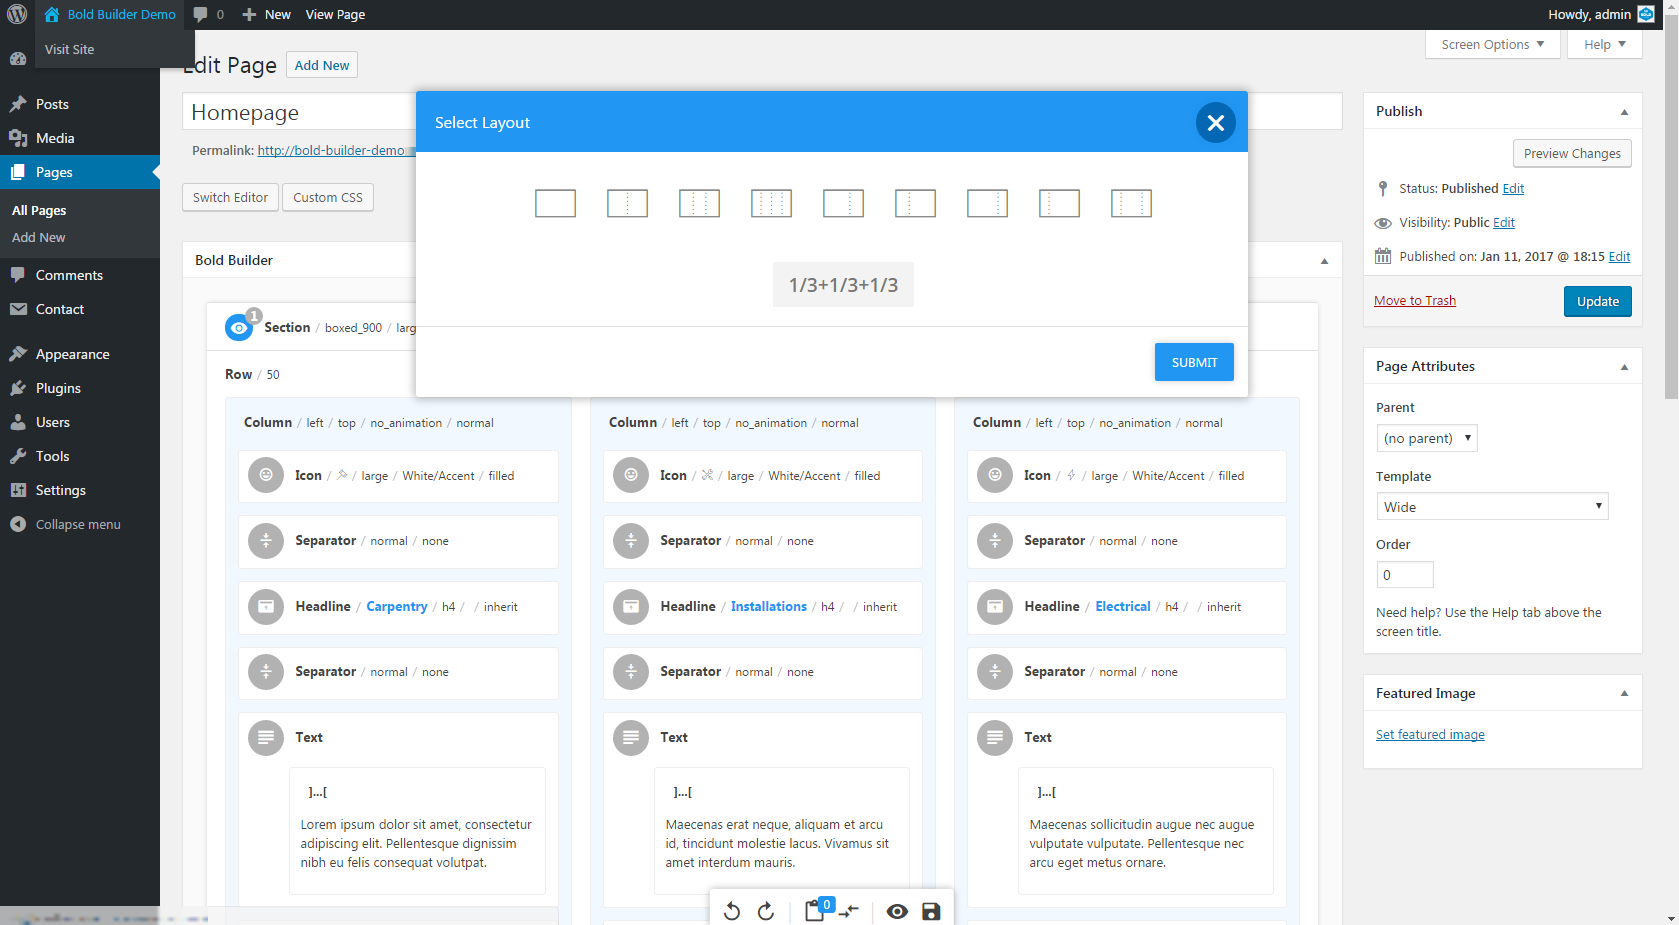 Bold Builder Demo
0
New
View Page
Howdy, admin
Visit Site
Screen Options
Help
Edit Page
Add New
Posts
Media
Pages
All Pages
Add New
Comments
Contact
Appearance
Plugins
Users
Tools
Settings
Collapse menu
Homepage
Permalink: http://bold-builder-demo
Switch Editor
Custom CSS
Select Layout
1/3+1/3+1/3
SUBMIT
Bold Builder
1
Section / boxed_900 / larg
Row / 50
Column / left / top / no_animation / normal
Icon / / large / White/Accent / filled
Separator / normal / none
Headline / Carpentry / h4 / / inherit
Separator / normal / none
Text
]...[
Lorem ipsum dolor sit amet, consectetur
adipiscing elit. Pellentesque dignissim
nibh eu felis consequat volutpat.
Column / left / top / no_animation / normal
Icon / / large / White/Accent / filled
Separator / normal / none
Headline / Installations / h4 / / inherit
Separator / normal / none
Text
]...[
Maecenas erat neque, aliquam et arcu
id, tincidunt molestie lacus. Vivamus sit
amet interdum mauris.
Column / left / top / no_animation / normal
Icon / / large / White/Accent / filled
Separator / normal / none
Headline / Electrical / h4 / / inherit
Separator / normal / none
Text
]...[
Maecenas sollicitudin augue nec augue
vulputate vulputate. Pellentesque nec
arcu eget metus ornare.
0
Publish
Preview Changes
Status: Published Edit
Visibility: Public Edit
Published on: Jan 11, 2017 @ 18:15 Edit
Move to Trash
Update
Page Attributes
Parent
(no parent)
Template
Wide
Order
0
Need help? Use the Help tab above the
screen title.
Featured Image
Set featured image